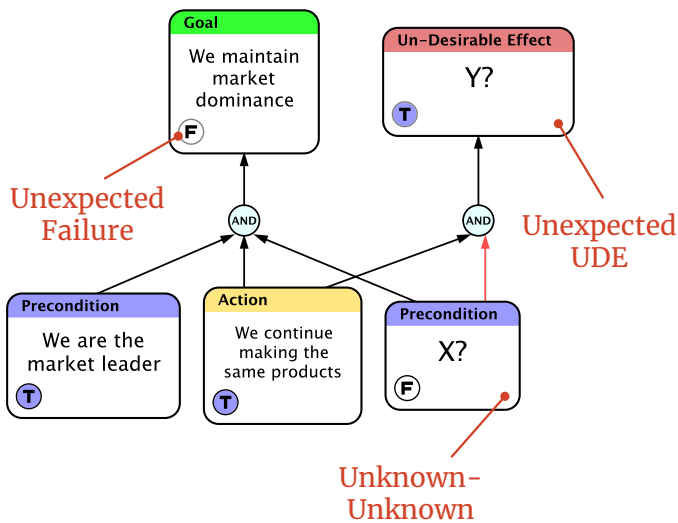 Goal
We maintain
market
dominance
F
Un-Desirable Effect
Y?
T
Unexpected
Failure
Unexpected
UDE
AND
AND
Precondition
We are the
market leader
T
Action
We continue
making the
same products
T
Precondition
X?
F
Unknown-
Unknown